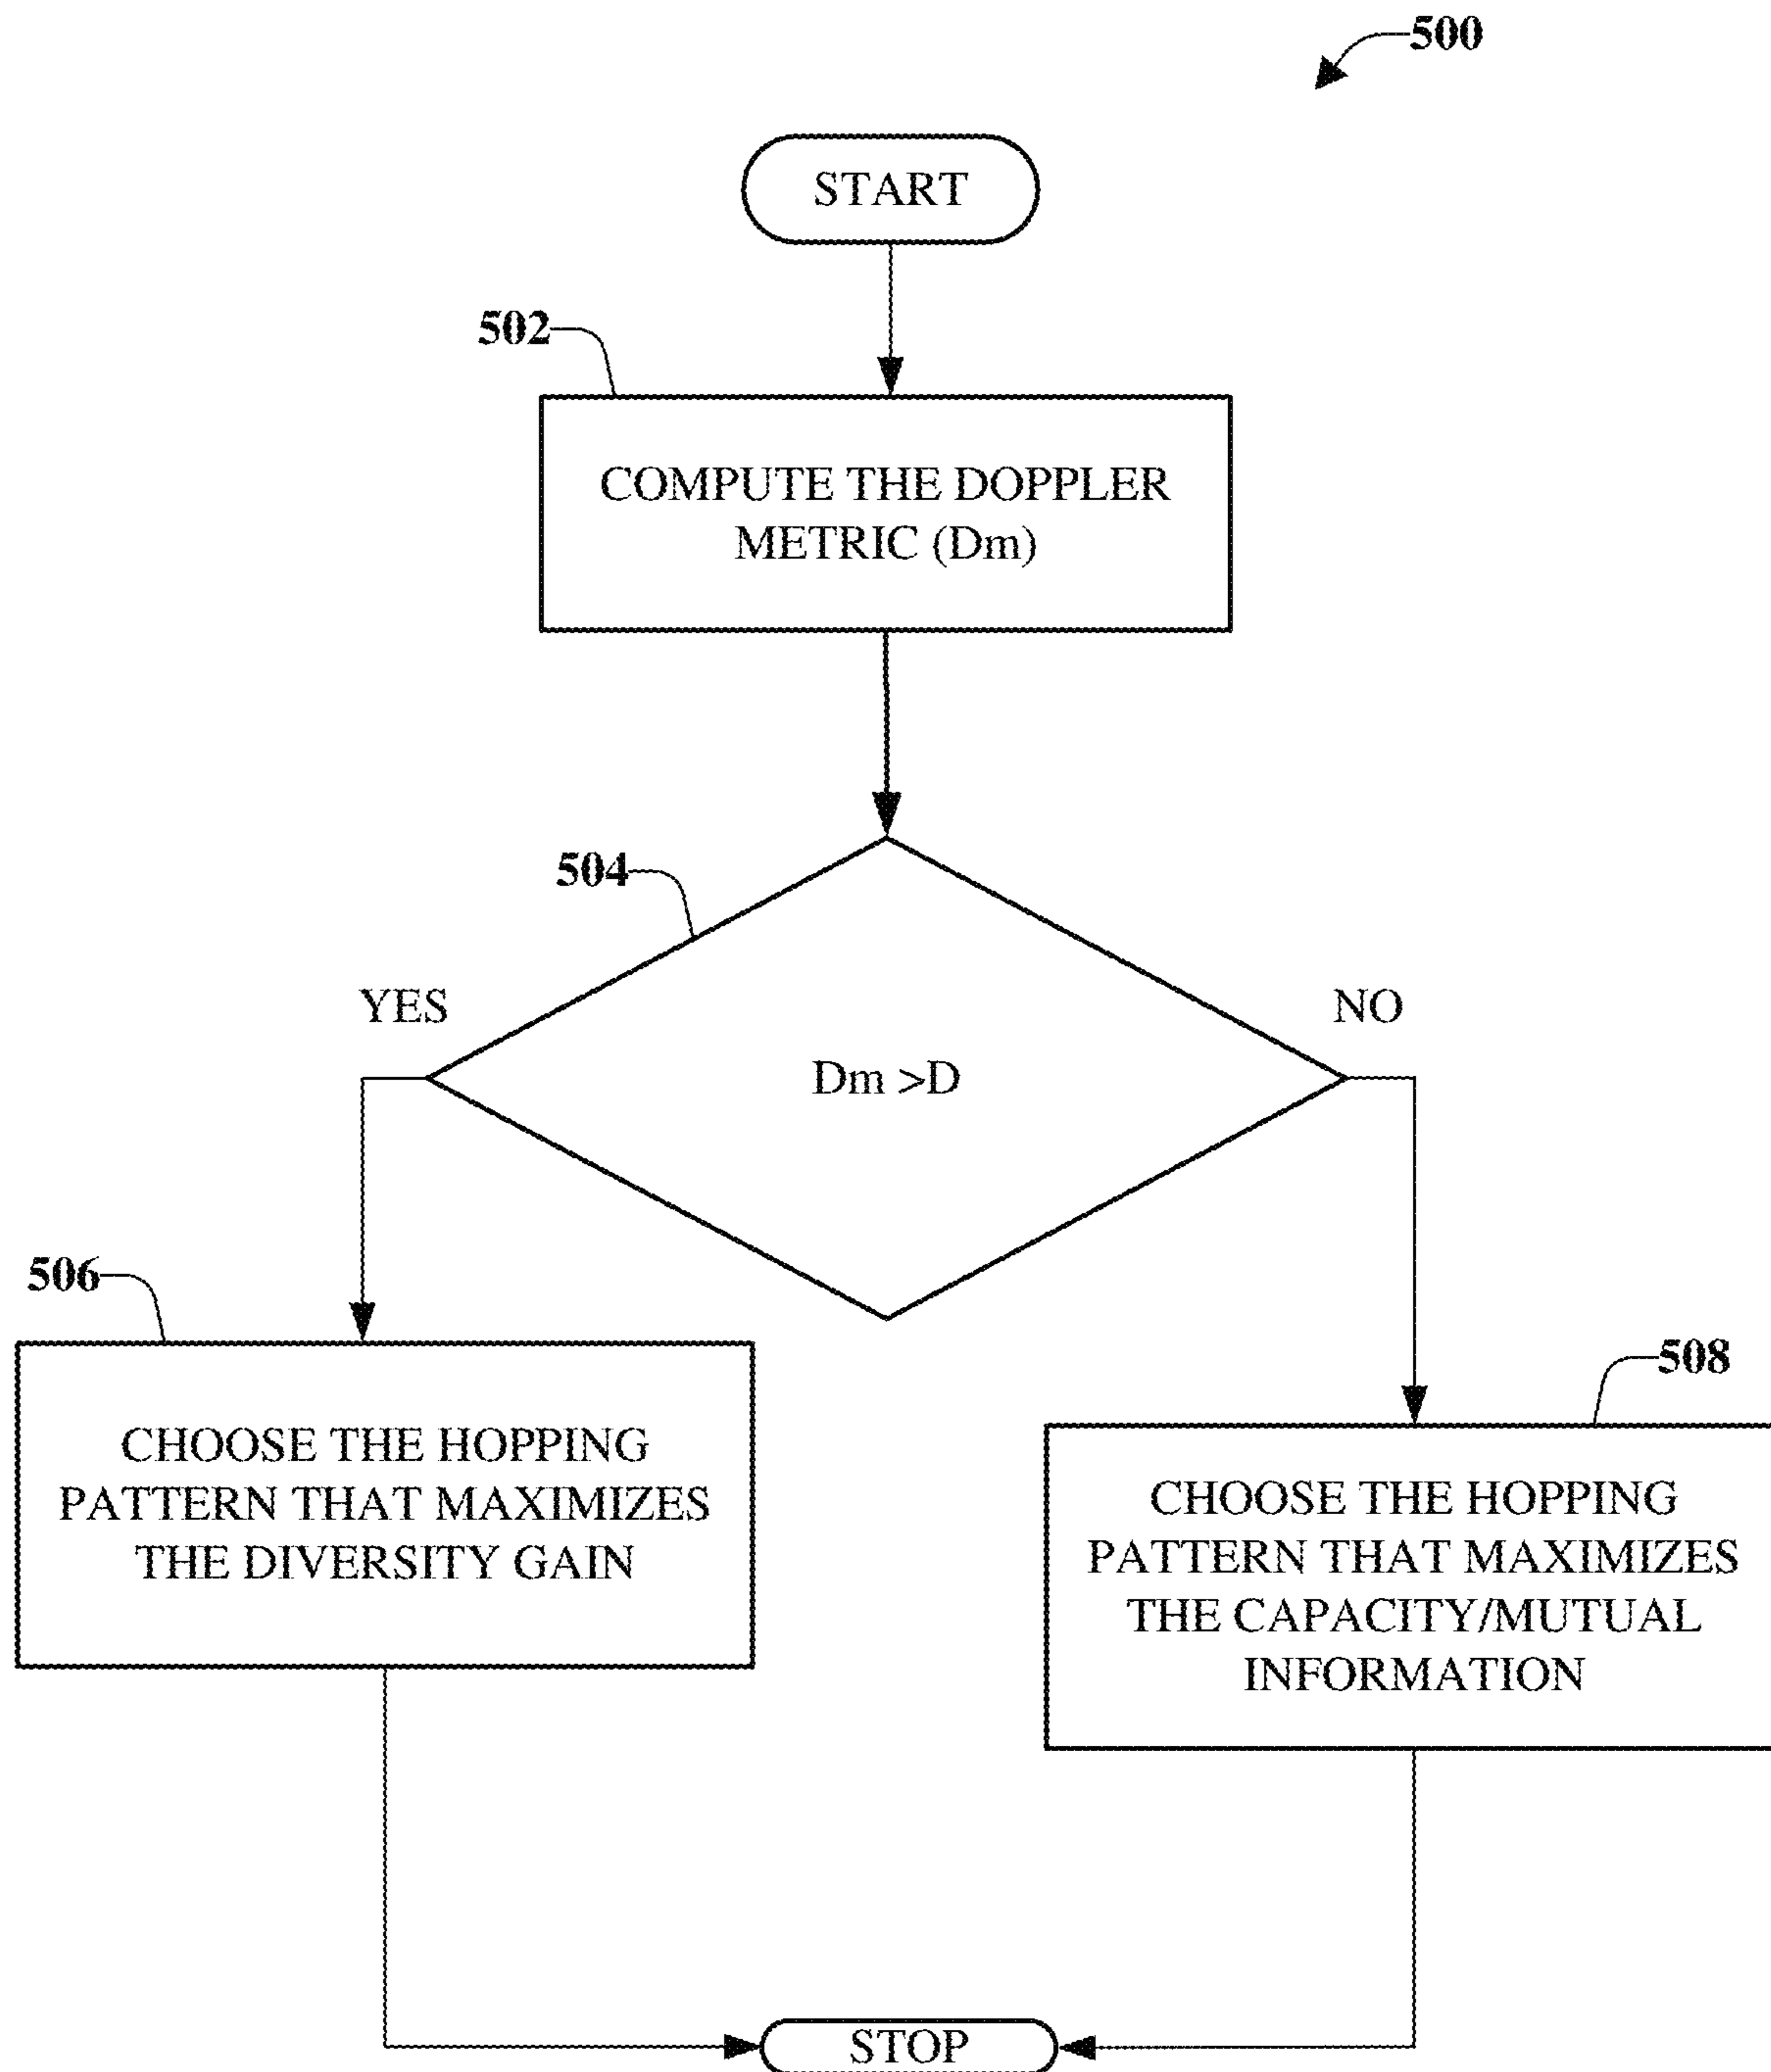 500
START
502
COMPUTE THE DOPPLER
METRIC (Dm)
504
YES
NO
Dm >D
506
CHOOSE THE HOPPING
PATTERN THAT MAXIMIZES
THE DIVERSITY GAIN
508
CHOOSE THE HOPPING
PATTERN THAT MAXIMIZES
THE CAPACITY/MUTUAL
INFORMATION
STOP